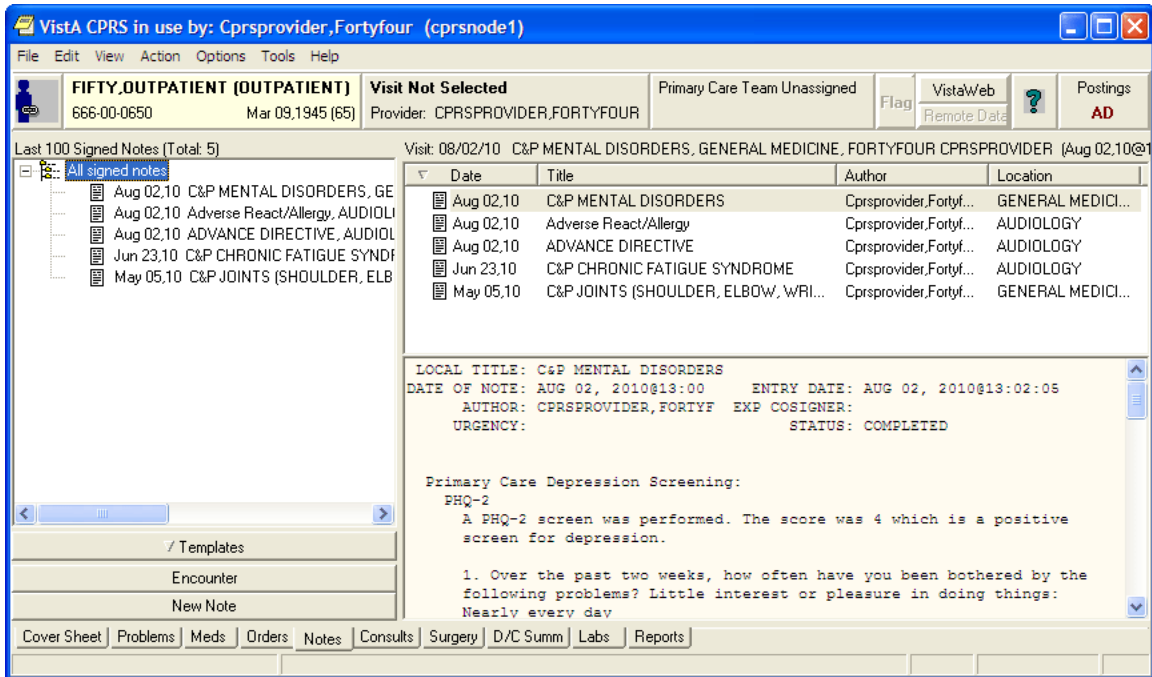 VistA CPRS in use by: Cprsprovider,Fortyfour (cprsnode1)
File Edit View Action Options Tools Help
FIFTY,OUTPATIENT (OUTPATIENT)
666-00-0650 Mar 09,1945 (65)
Visit Not Selected
Provider: CPRSPROVIDER,FORTYFOUR
Primary Care Team Unassigned
Flag
VistaWeb
Remote Data
?
Postings
AD
Last 100 Signed Notes (Total: 5)
All signed notes
Aug 02,10 C&P MENTAL DISORDERS, GE
Aug 02,10 Adverse React/Allergy, AUDIOL
Aug 02,10 ADVANCE DIRECTIVE, AUDIOL
Jun 23,10 C&P CHRONIC FATIGUE SYND
May 05,10 C&P JOINTS (SHOULDER, ELB
Templates
Encounter
New Note
Visit: 08/02/10 C&P MENTAL DISORDERS, GENERAL MEDICINE, FORTYFOUR CPRSPROVIDER (Aug 02,10@1
Date Title Author Location
Aug 02,10 C&P MENTAL DISORDERS Cprsprovider,Fortyf... GENERAL MEDICI...
Aug 02,10 Adverse React/Allergy Cprsprovider,Fortyf... AUDIOLOGY
Aug 02,10 ADVANCE DIRECTIVE Cprsprovider,Fortyf... AUDIOLOGY
Jun 23,10 C&P CHRONIC FATIGUE SYNDROME Cprsprovider,Fortyf... AUDIOLOGY
May 05,10 C&P JOINTS (SHOULDER, ELBOW, WRI... Cprsprovider,Fortyf... GENERAL MEDICI...
LOCAL TITLE: C&P MENTAL DISORDERS
DATE OF NOTE: AUG 02, 2010@13:00 ENTRY DATE: AUG 02, 2010@13:02:05
AUTHOR: CPRSPROVIDER,FORTYF EXP COSIGNER:
URGENCY: STATUS: COMPLETED
Primary Care Depression Screening:
PHQ-2
A PHQ-2 screen was performed. The score was 4 which is a positive
screen for depression.
1. Over the past two weeks, how often have you been bothered by the
following problems? Little interest or pleasure in doing things:
Nearly every day
Cover Sheet Problems Meds Orders Notes Consults Surgery D/C Summ Labs Reports